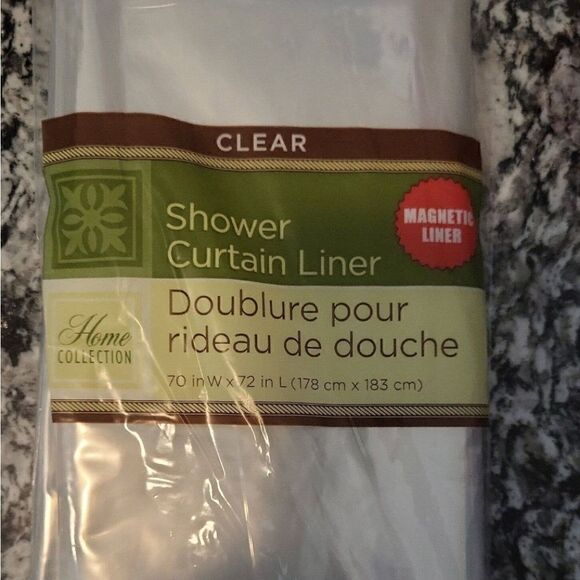 CLEAR
Shower
Curtain Liner
MAGNETIC
LINER
Home
COLLECTION
Doublure pour
rideau de douche
70 in W x 72 in L (178 cm x 183 cm)